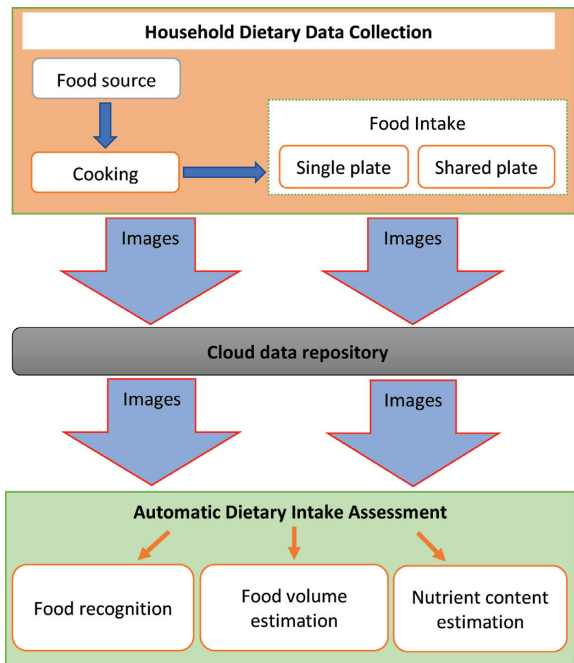 Household Dietary Data Collection
Food source
Food Intake
Cooking
Single plate
Shared plate
Images
Images
Cloud data repository
Images
Images
Automatic Dietary Intake Assessment
Food recognition
Food volume
estimation
Nutrient content
estimation